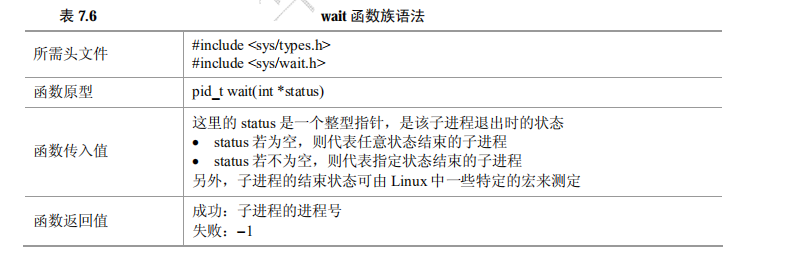 表 7.6 wait 函数族语法
所需头文件
#include <sys/types.h>
#include <sys/wait.h>
函数原型
pid_t wait(int *status)
函数传入值
这里的 status 是一个整型指针，是该子进程退出时的状态
● status 若为空，则代表任意状态结束的子进程
● status 若不为空，则代表指定状态结束的子进程
另外，子进程的结束状态可由 Linux 中一些特定的宏来测定
函数返回值
成功：子进程的进程号
失败：−1